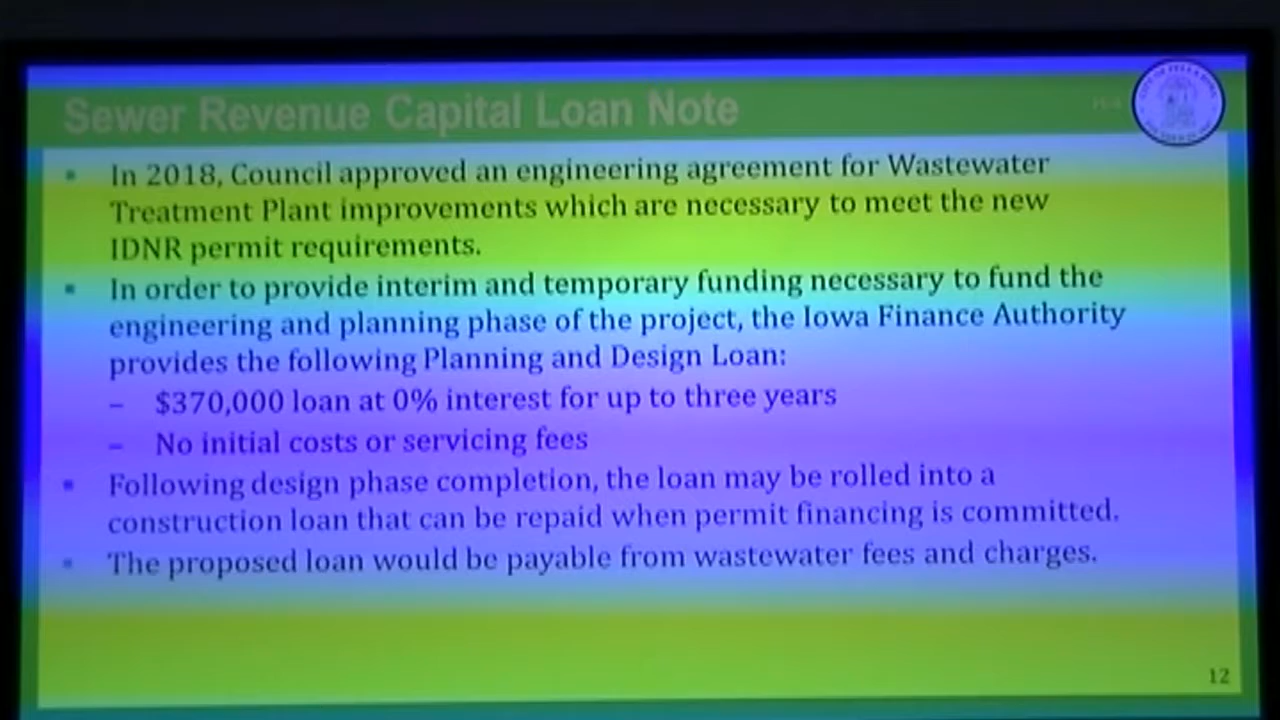 Sewer Revenue Capital Loan Note
In 2018, Council approved an engineering agreement for Wastewater
Treatment Plant improvements which are necessary to meet the new
IDNR permit requirements.
In order to provide interim and temporary funding necessary to fund the
engineering and planning phase of the project, the Iowa Finance Authority
provides the following Planning and Design Loan:
– $370,000 loan at 0% interest for up to three years
– No initial costs or servicing fees
Following design phase completion, the loan may be rolled into a
construction loan that can be repaid when permit financing is committed.
The proposed loan would be payable from wastewater fees and charges.
12